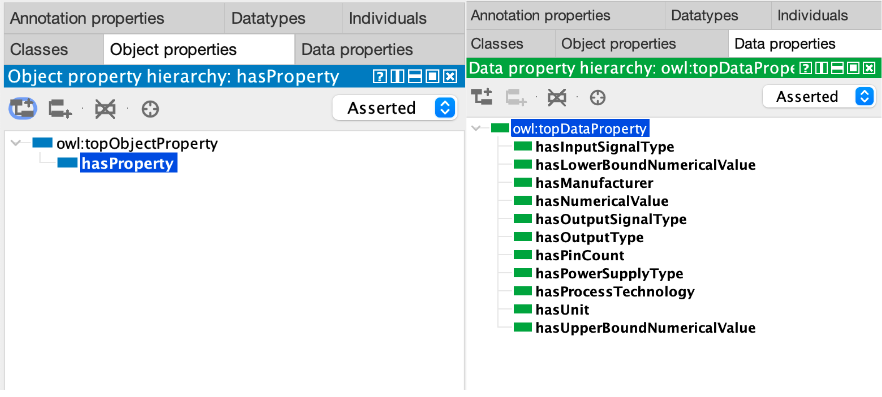 Annotation properties Datatypes Individuals
Classes Object properties Data properties
Object property hierarchy: hasProperty
Asserted
owl:topObjectProperty
hasProperty
Annotation properties Datatypes Individuals
Classes Object properties Data properties
Data property hierarchy: owl:topDataPrope
Asserted
owl:topDataProperty
hasInputSignalType
hasLowerBoundNumericalValue
hasManufacturer
hasNumericalValue
hasOutputSignalType
hasOutputType
hasPinCount
hasPowerSupplyType
hasProcessTechnology
hasUnit
hasUpperBoundNumericalValue